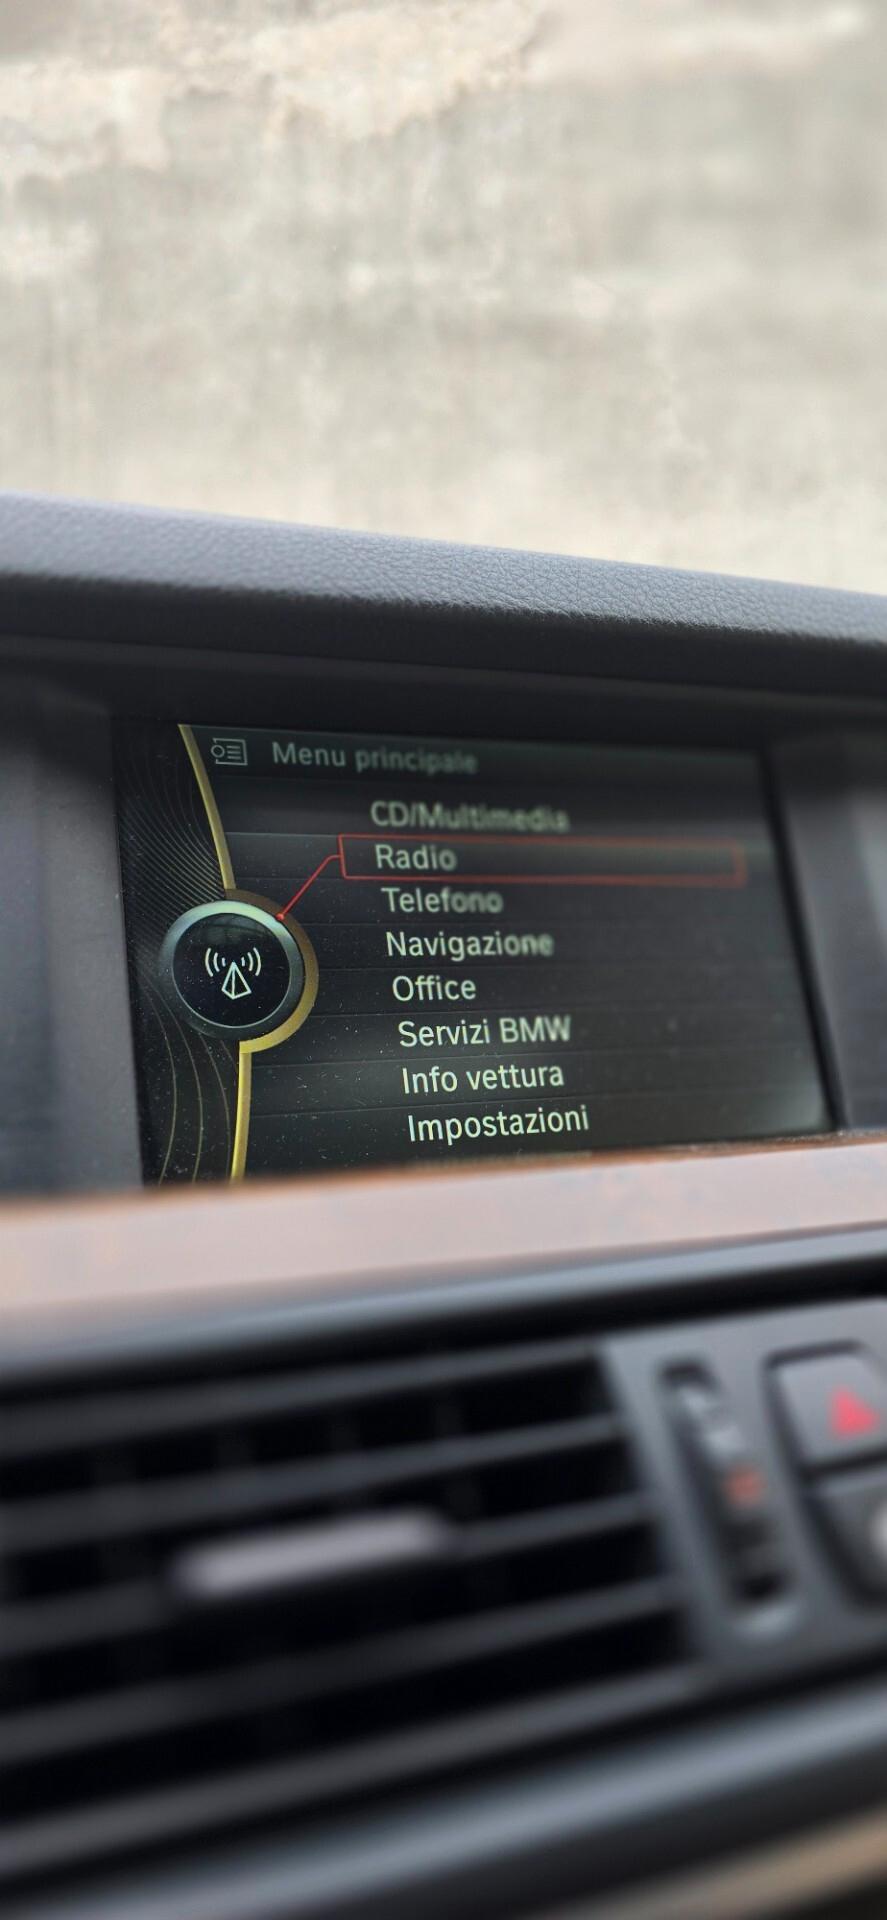 Menu principale
CD/Multimedia
Radio
Telefono
Navigazione
Office
Servizi BMW
Info vettura
Impostazioni